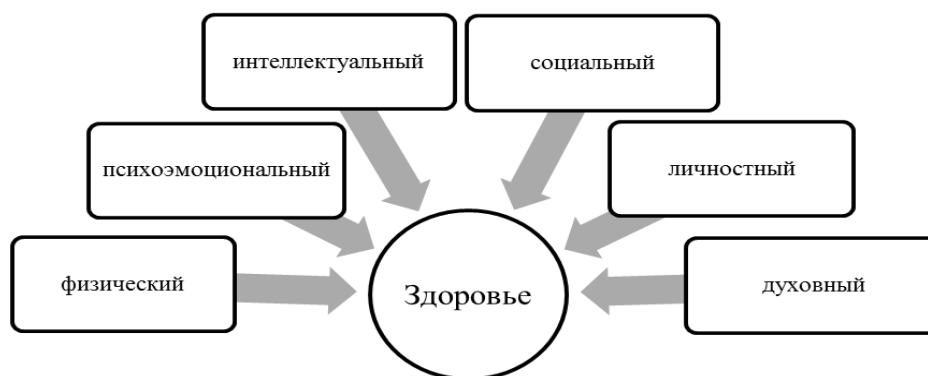 интеллектуальный
социальный
психоэмоциональный
личностный
физический
Здоровье
духовный